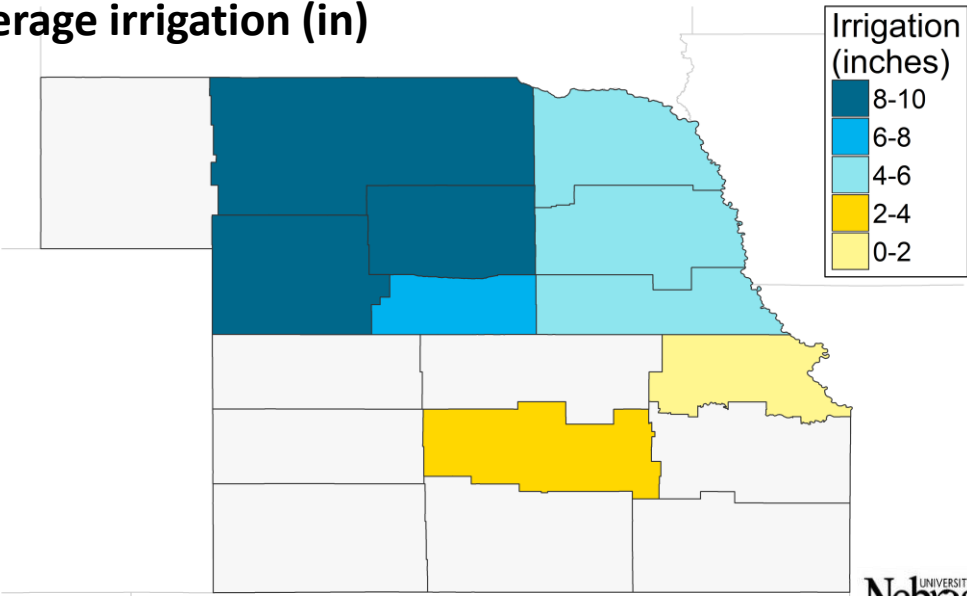 erage irrigation (in)
Irrigation
(inches)
8-10
6-8
4-6
2-4
0-2